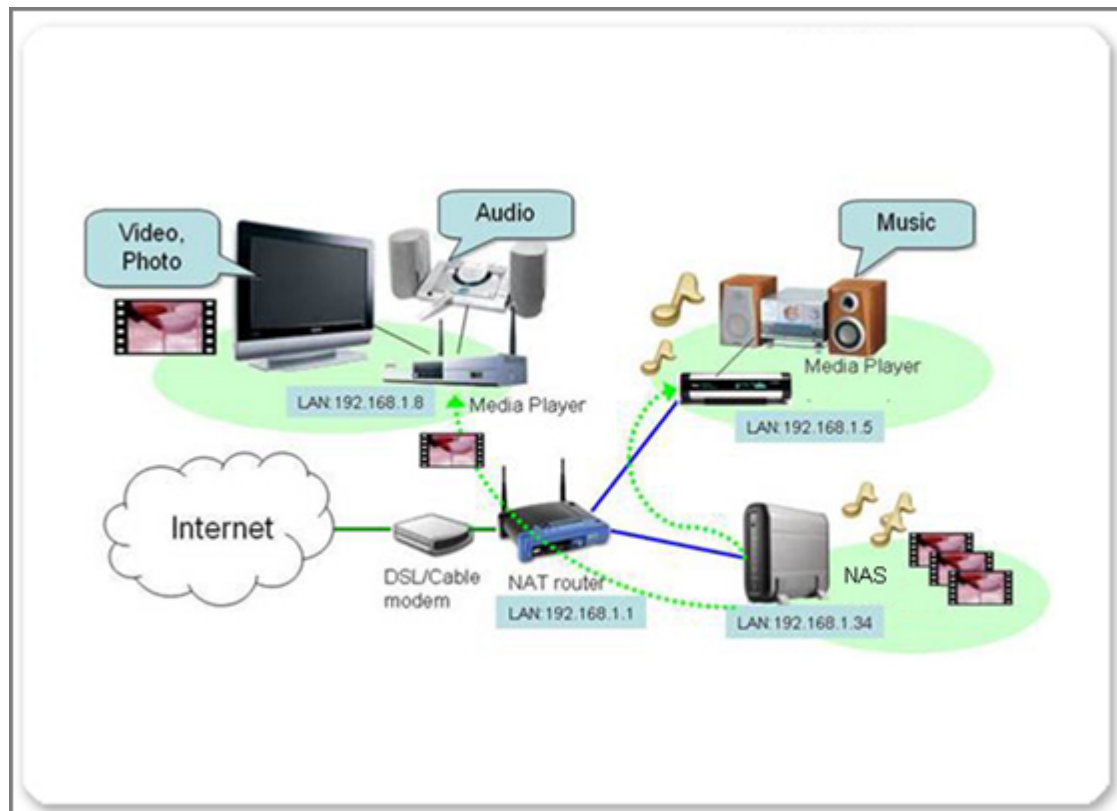 Video,
Photo
Audio
Music
LAN:192.168.1.8
Media Player
Media Player
LAN:192.168.1.5
Internet
DSL/Cable
modem
NAT router
LAN:192.168.1.1
NAS
LAN:192.168.1.34